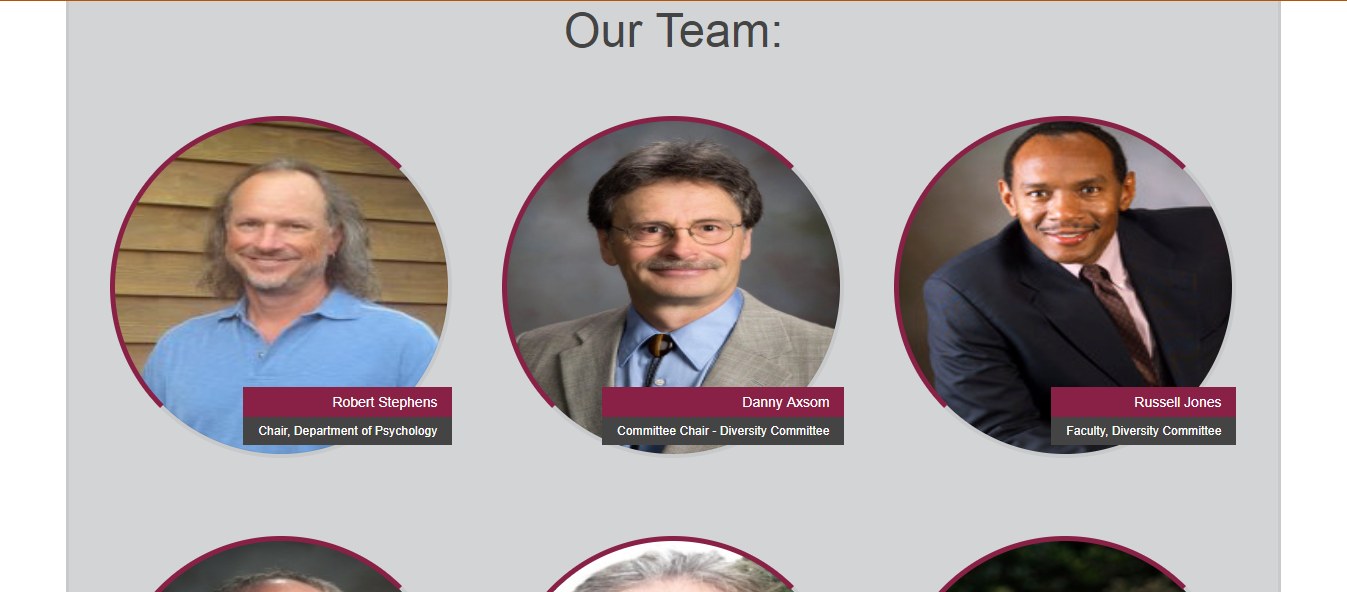 Our Team:
Robert Stephens
Chair, Department of Psychology
Danny Axsom
Committee Chair - Diversity Committee
Russell Jones
Faculty, Diversity Committee